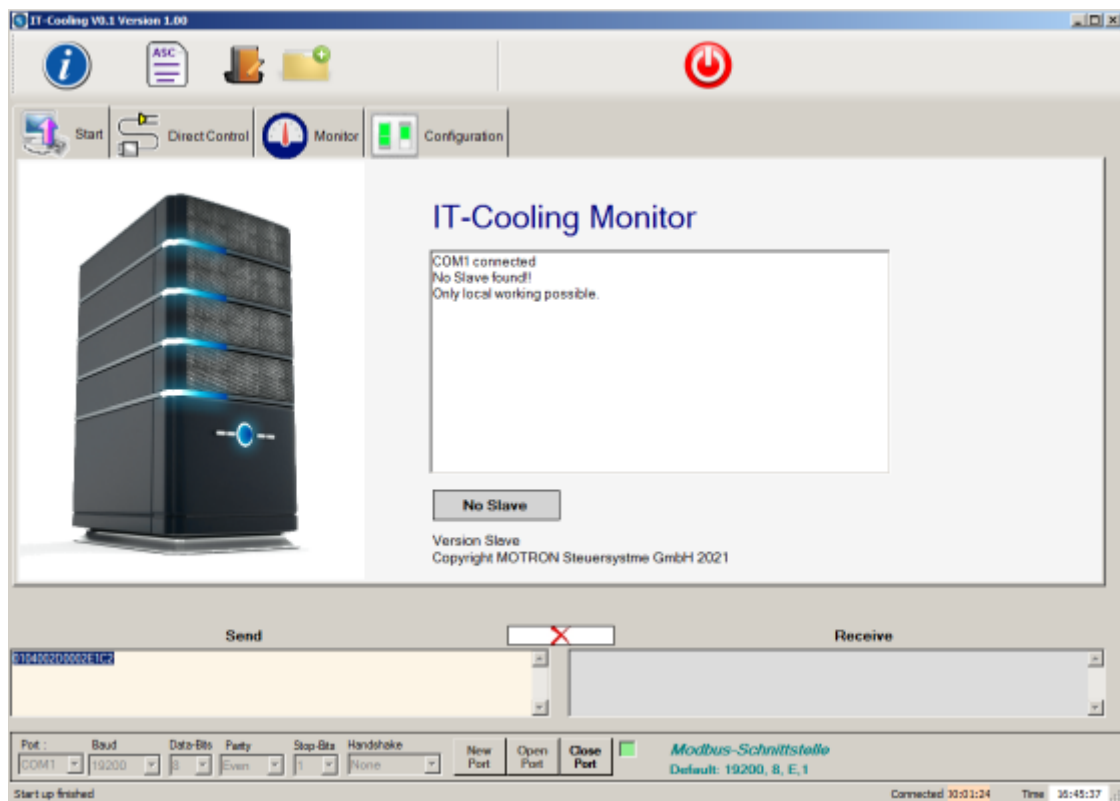 IT-Cooling V0.1 Version 1.00
ASC
Start
Direct Control
Monitor
Configuration
IT-Cooling Monitor
COM1 connected
No Slave found!!
Only local working possible.
No Slave
Version Slave
Copyright MOTRON Steuersystme GmbH 2021
Send
Receive
0104002D0002E1C2
Port :
Baud
Data-Bits
Parity
Stop-Bits
Handshake
COM1
19200
8
Even
1
None
New Port
Open Port
Close Port
Modbus-Schnittstelle
Default: 19200, 8, E,1
Start up finished
Connected 00:01:24
Time 16:45:37